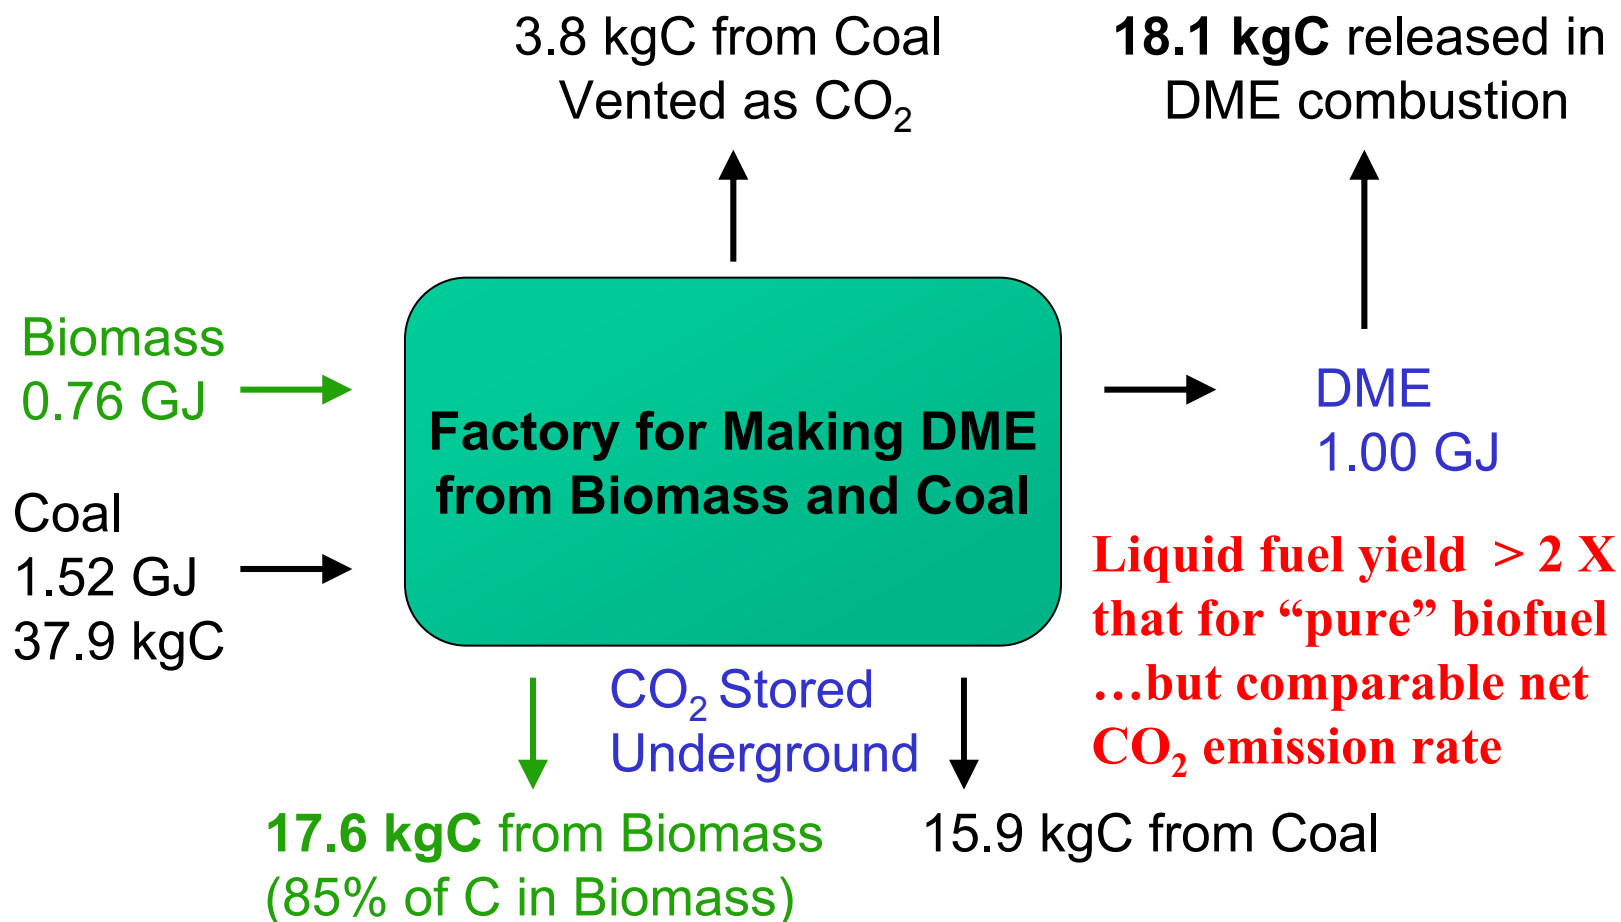 3.8 kgC from Coal
Vented as CO₂
18.1 kgC released in
DME combustion
Biomass
0.76 GJ
Coal
1.52 GJ
37.9 kgC
Factory for Making DME
from Biomass and Coal
DME
1.00 GJ
Liquid fuel yield > 2 X
that for “pure” biofuel
…but comparable net
CO₂ emission rate
CO₂ Stored
Underground
17.6 kgC from Biomass
(85% of C in Biomass)
15.9 kgC from Coal